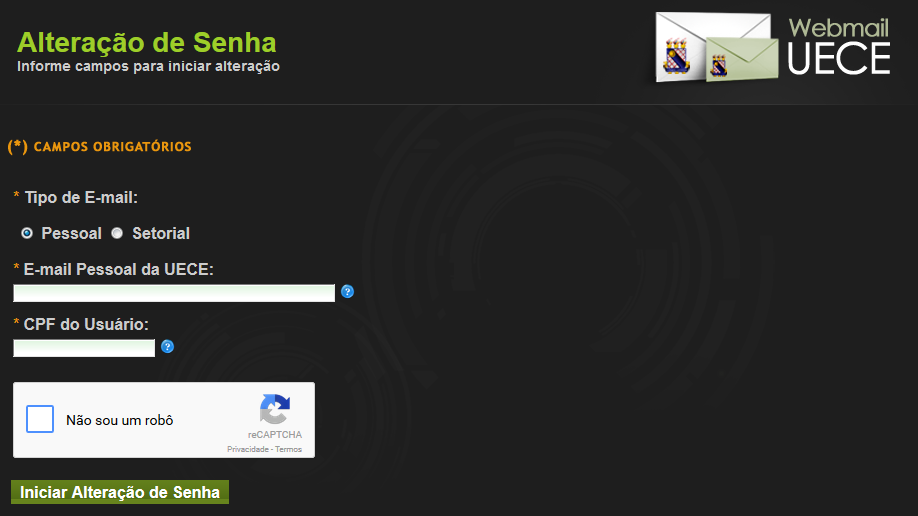 Alteração de Senha
Informe campos para iniciar alteração
Webmail
UECE
(*) CAMPOS OBRIGATÓRIOS
* Tipo de E-mail:
Pessoal Setorial
* E-mail Pessoal da UECE:
?
* CPF do Usuário:
?
Não sou um robô
reCAPTCHA
Privacidade - Termos
Iniciar Alteração de Senha